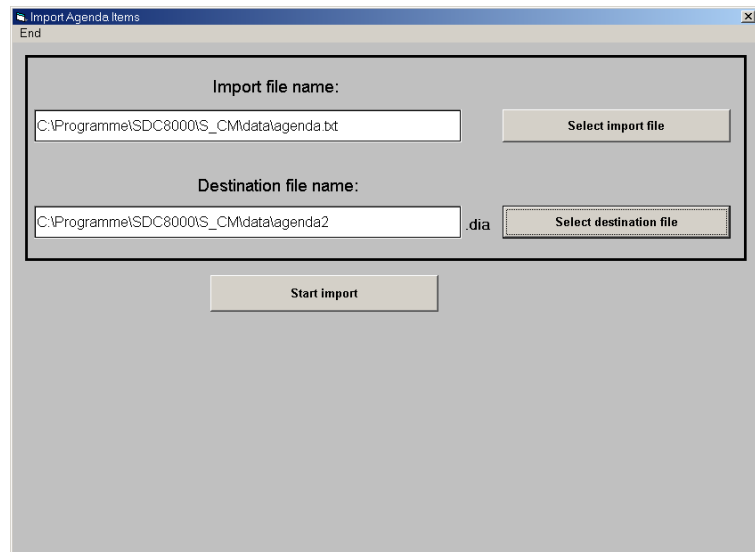 Import Agenda Items
End
Import file name:
C:\Programme\SDC8000\S_CM\data\agenda.txt
Select import file
Destination file name:
C:\Programme\SDC8000\S_CM\data\agenda2
.dia
Select destination file
Start import